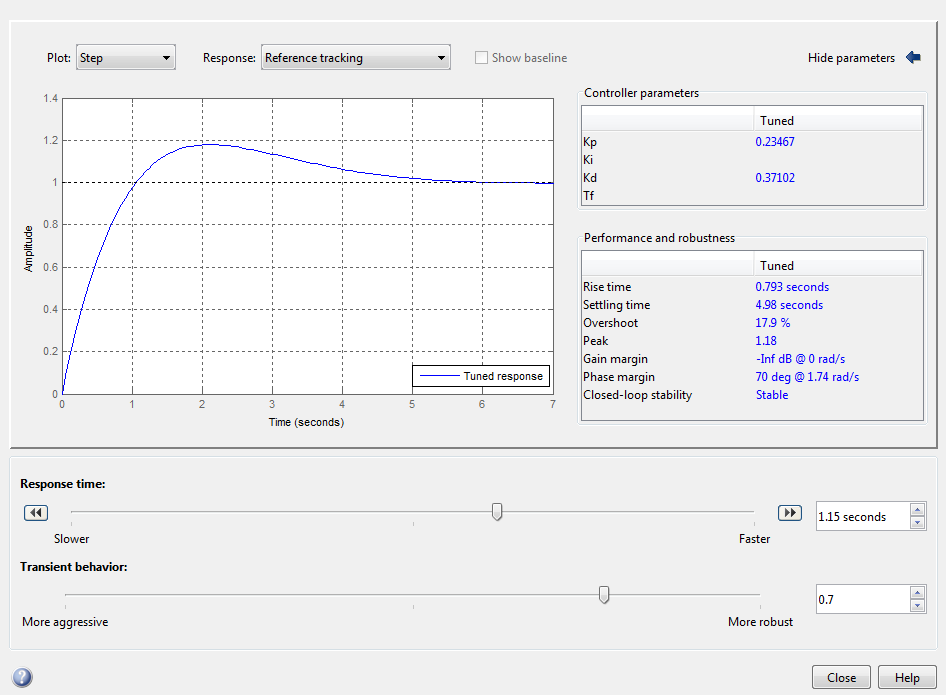 Plot: Step Response: Reference tracking Show baseline Hide parameters
Controller parameters
Tuned
Kp 0.23467
Ki
Kd 0.37102
Tf
Performance and robustness
Tuned
Rise time 0.793 seconds
Settling time 4.98 seconds
Overshoot 17.9 %
Peak 1.18
Gain margin -Inf dB @ 0 rad/s
Phase margin 70 deg @ 1.74 rad/s
Closed-loop stability Stable
1.4
1.2
1
0.8
0.6
0.4
0.2
0
Amplitude
Tuned response
0 1 2 3 4 5 6 7
Time (seconds)
Response time:
1.15 seconds
Slower Faster
Transient behavior:
0.7
More aggressive More robust
? Close Help